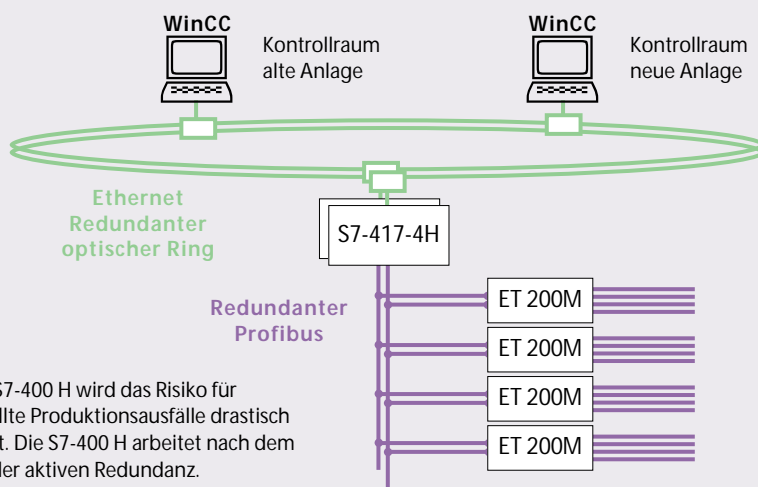 WinCC
Kontrollraum
alte Anlage
WinCC
Kontrollraum
neue Anlage
Ethernet
Redundanter
optischer Ring
S7-417-4H
Redundanter
Profibus
ET 200M
ET 200M
ET 200M
ET 200M
S7-400 H wird das Risiko für
llte Produktionsausfälle drastisch
t. Die S7-400 H arbeitet nach dem
der aktiven Redundanz.